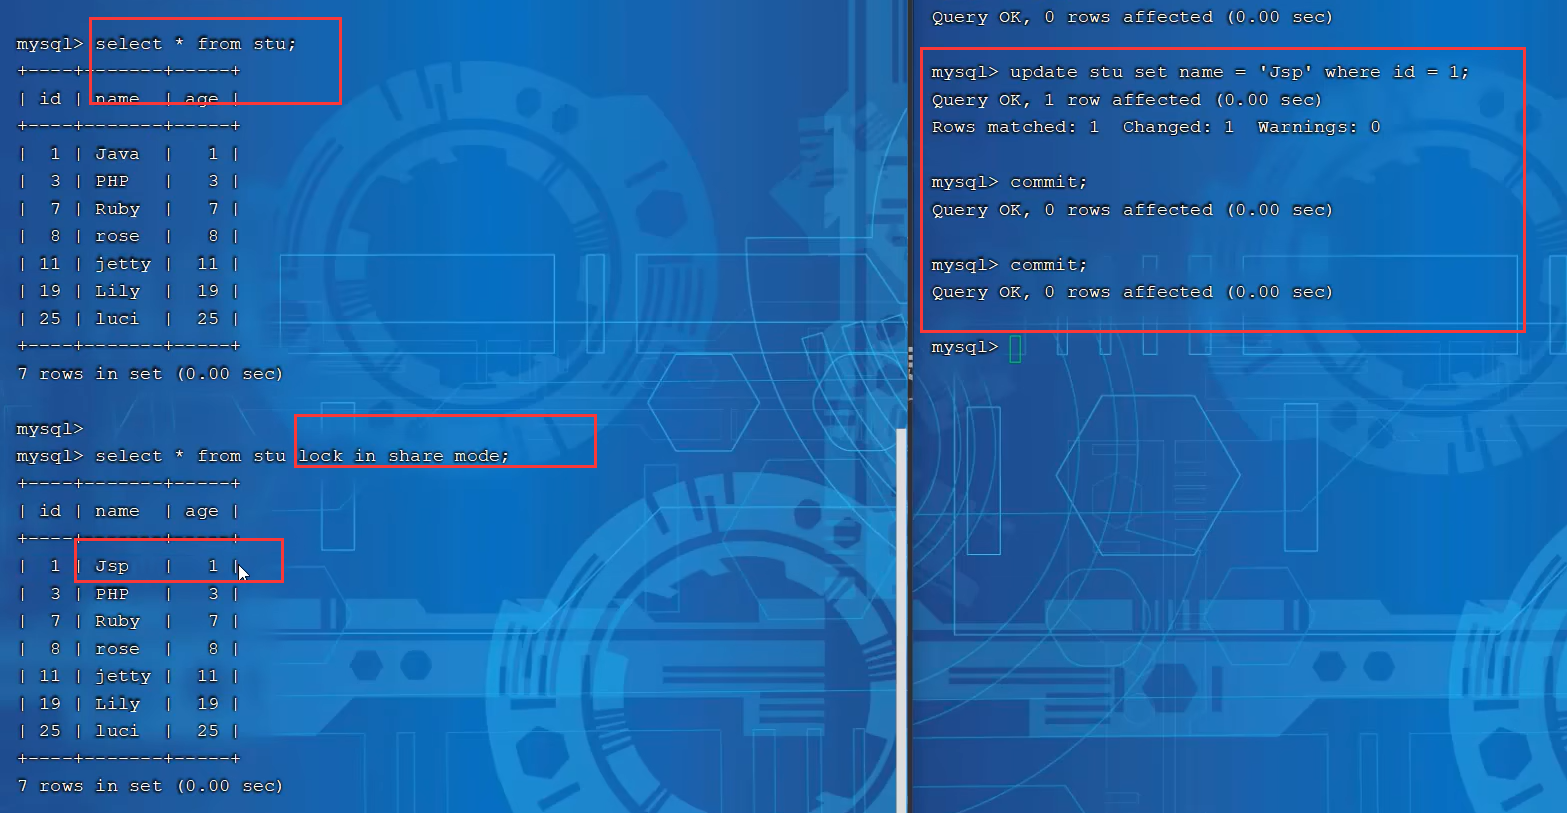 mysql> select * from stu;
+----+-------+-----+
| id | name  | age |
+----+-------+-----+
|  1 | Java  |   1 |
|  3 | PHP   |   3 |
|  7 | Ruby  |   7 |
|  8 | rose  |   8 |
| 11 | jetty |  11 |
| 19 | Lily  |  19 |
| 25 | luci  |  25 |
+----+-------+-----+
7 rows in set (0.00 sec)
mysql>
mysql> select * from stu lock in share mode;
+----+-------+-----+
| id | name  | age |
+----+-------+-----+
|  1 | Jsp   |   1 |
|  3 | PHP   |   3 |
|  7 | Ruby  |   7 |
|  8 | rose  |   8 |
| 11 | jetty |  11 |
| 19 | Lily  |  19 |
| 25 | luci  |  25 |
+----+-------+-----+
7 rows in set (0.00 sec)
Query OK, 0 rows affected (0.00 sec)
mysql> update stu set name = 'Jsp' where id = 1;
Query OK, 1 row affected (0.00 sec)
Rows matched: 1  Changed: 1  Warnings: 0
mysql> commit;
Query OK, 0 rows affected (0.00 sec)
mysql> commit;
Query OK, 0 rows affected (0.00 sec)
mysql>